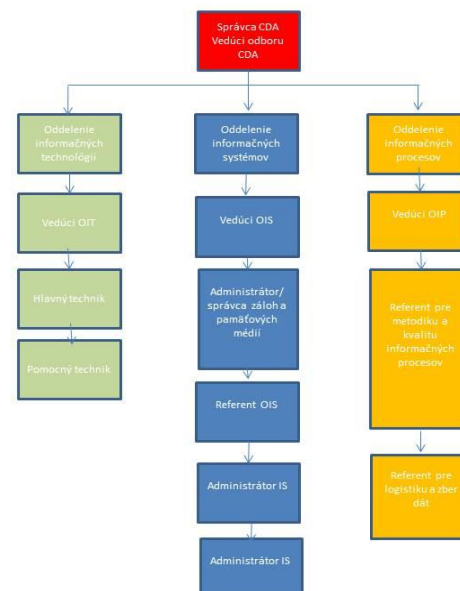 Správca CDA
Vedúci odboru
CDA
Oddelenie
informačných
technológií
Vedúci OIT
Hlavný technik
Pomocný technik
Oddelenie
informačných
systémov
Vedúci OIS
Administrátor/
správca záloh a
pamäťových
médií
Referent OIS
Administrátor IS
Administrátor IS
Oddelenie
informačných
procesov
Vedúci OIP
Referent pre
metodiku a
kvalitu
informačných
procesov
Referent pre
logistiku a zber
dát